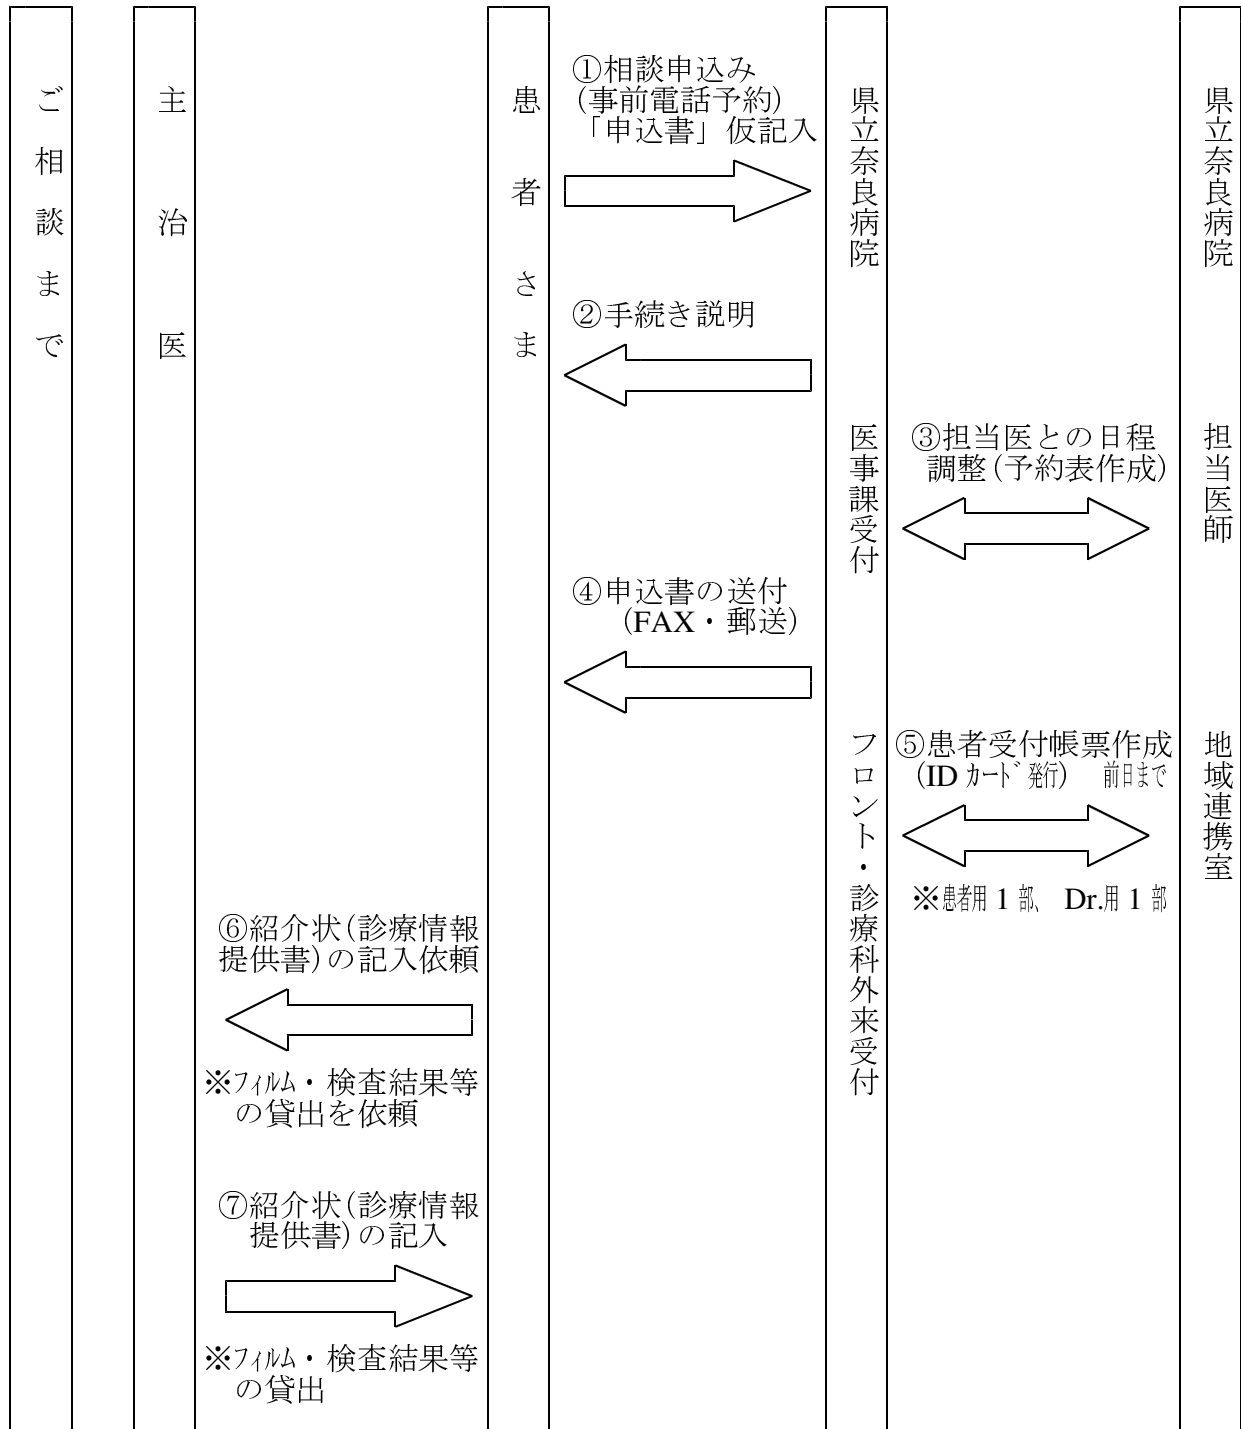 ご相談まで
主治医
患者さま
①相談申込み
(事前電話予約)
「申込書」仮記入
②手続き説明
④申込書の送付
(FAX・郵送)
⑥紹介状(診療情報
提供書)の記入依頼
※フィルム・検査結果等
の貸出を依頼
⑦紹介状(診療情報
提供書)の記入
※フィルム・検査結果等
の貸出
県立奈良病院 医事課受付 フロント・診療科外来受付
③担当医との日程
調整(予約表作成)
⑤患者受付帳票作成
(IDカード発行) 前日まで
※患者用1部、 Dr.用1部
県立奈良病院 担当医師 地域連携室